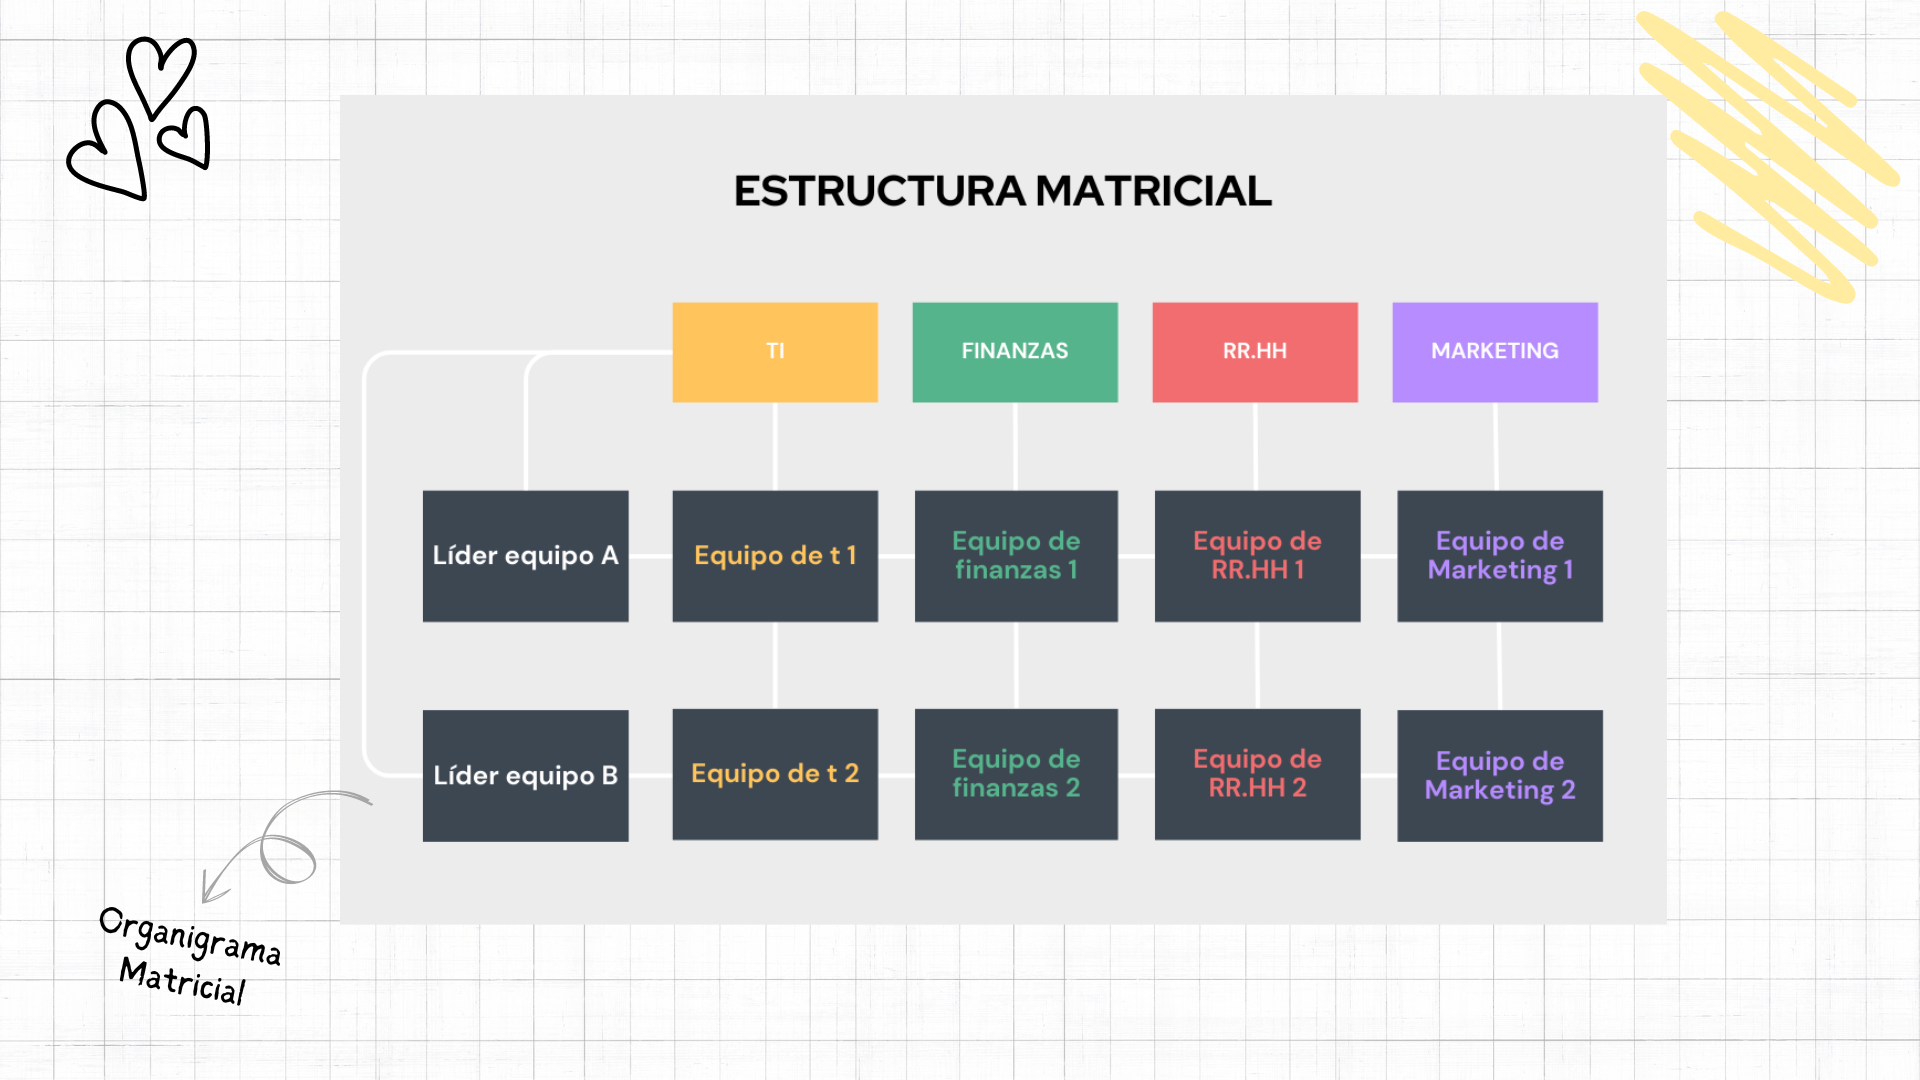 ESTRUCTURA MATRICIAL
TI
FINANZAS
RR.HH
MARKETING
Líder equipo A
Equipo de t 1
Equipo de
finanzas 1
Equipo de
RR.HH 1
Equipo de
Marketing 1
Líder equipo B
Equipo de t 2
Equipo de
finanzas 2
Equipo de
RR.HH 2
Equipo de
Marketing 2
Organigrama
Matricial